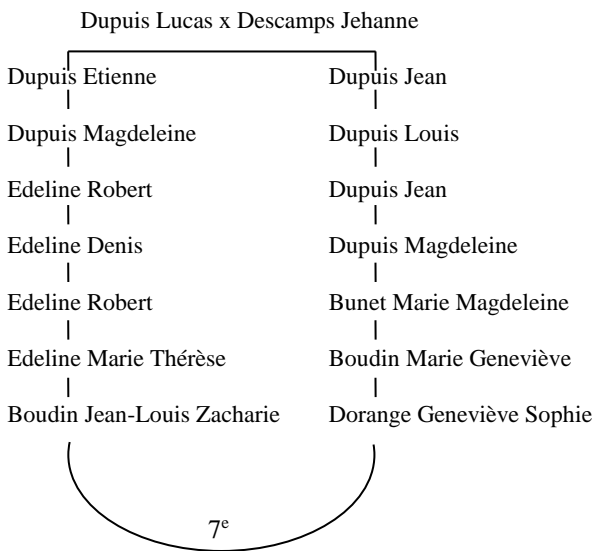 Dupuis Lucas x Descamps Jehanne
Dupuis Etienne Dupuis Jean
Dupuis Magdeleine Dupuis Louis
Edeline Robert Dupuis Jean
Edeline Denis Dupuis Magdeleine
Edeline Robert Bunet Marie Magdeleine
Edeline Marie Thérèse Boudin Marie Geneviève
Boudin Jean-Louis Zacharie Dorange Geneviève Sophie
7e